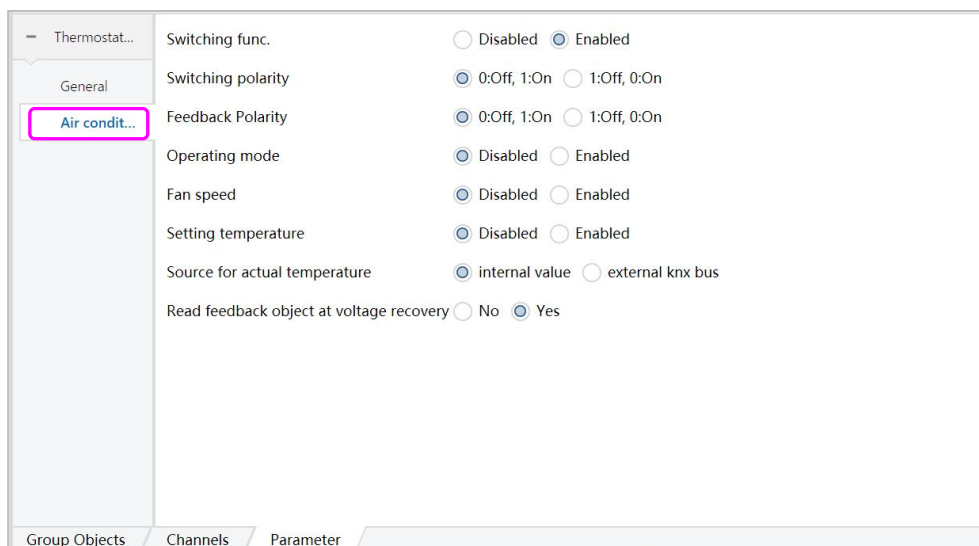 − Thermostat...
General
Air condit...
Switching func. Disabled Enabled
Switching polarity 0:Off, 1:On 1:Off, 0:On
Feedback Polarity 0:Off, 1:On 1:Off, 0:On
Operating mode Disabled Enabled
Fan speed Disabled Enabled
Setting temperature Disabled Enabled
Source for actual temperature internal value external knx bus
Read feedback object at voltage recovery No Yes
Group Objects Channels Parameter